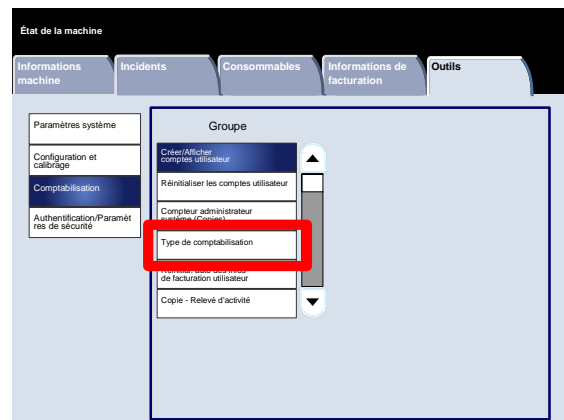 État de la machine
Informations
machine
Incidents
Consommables
Informations de
facturation
Outils
Paramètres système
Configuration et
calibrage
Comptabilisation
Authentification/Paramèt
res de sécurité
Groupe
Créer/Afficher
comptes utilisateur
Réinitialiser les comptes utilisateur
Compteur administrateur
système (Copies)
Type de comptabilisation
de facturation utilisateur
Copie - Relevé d'activité